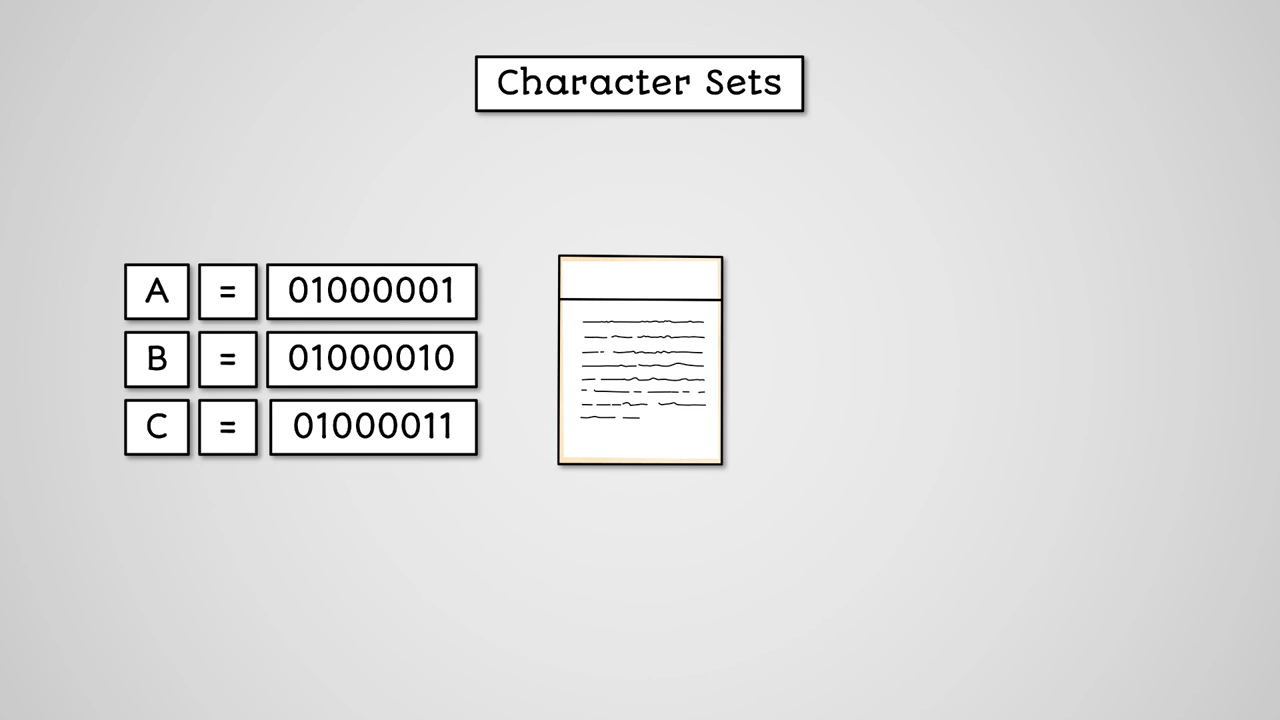 Character Sets
A = 01000001
B = 01000010
C = 01000011